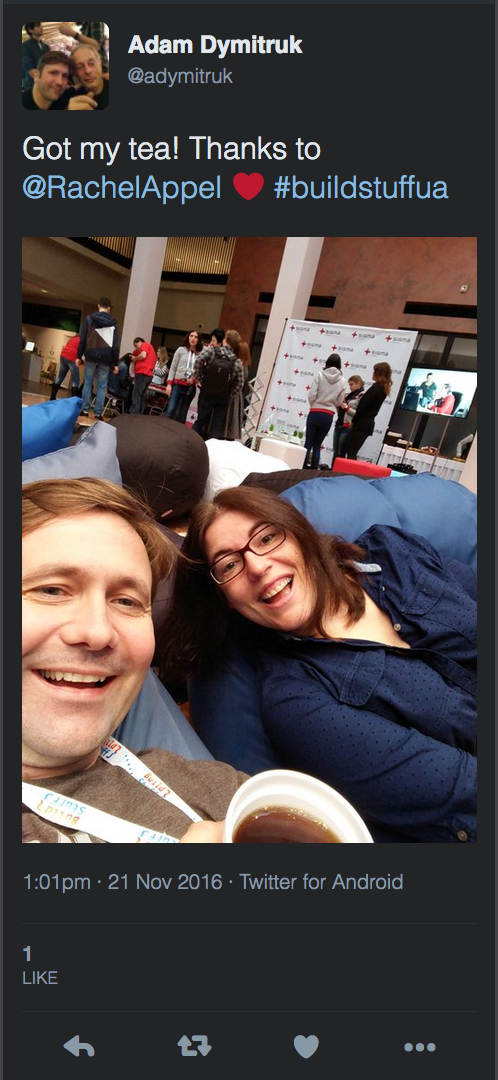 Adam Dymitruk
@adymitruk
Got my tea! Thanks to
@RachelAppel ❤ #buildstuffua
SIGMA
1:01pm · 21 Nov 2016 · Twitter for Android
1
LIKE